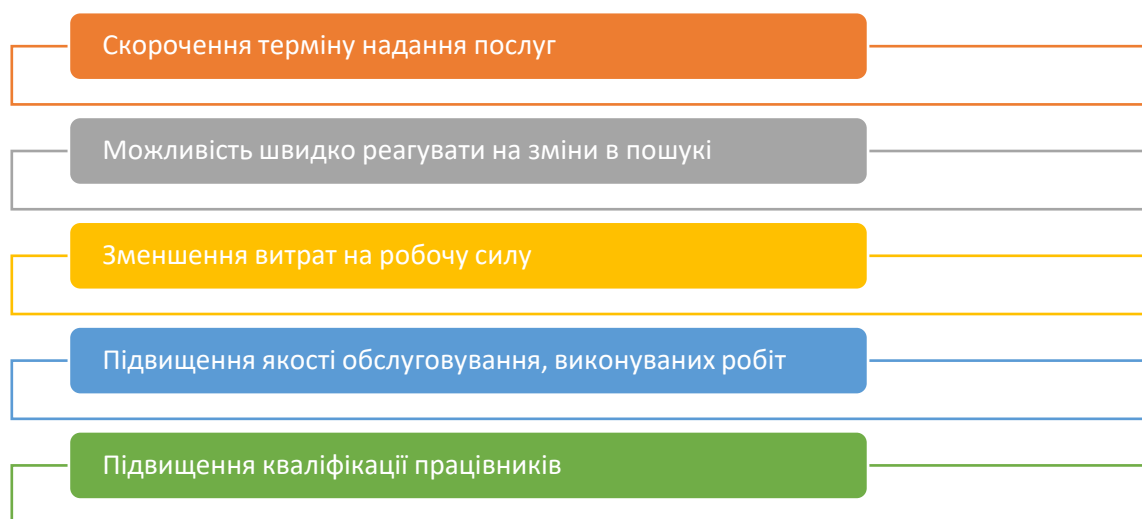 Скорочення терміну надання послуг
Можливість швидко реагувати на зміни в пошуку
Зменшення витрат на робочу силу
Підвищення якості обслуговування, виконуваних робіт
Підвищення кваліфікації працівників